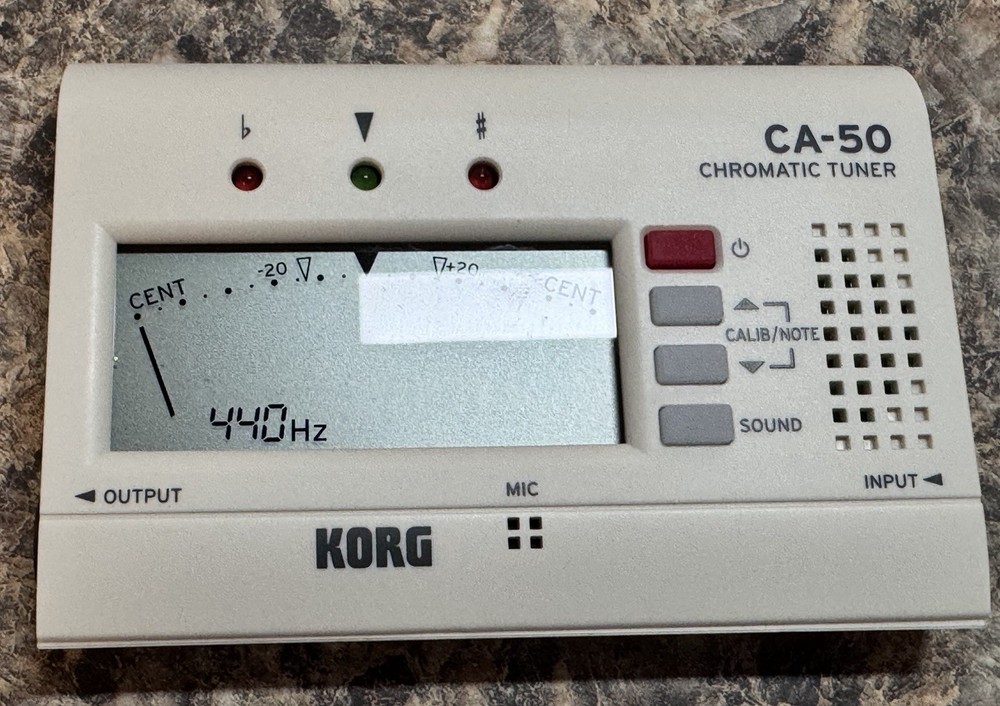 ♭ ▼ ♯
CA-50
CHROMATIC TUNER
-20 +20
CENT CENT
440Hz
CALIB/NOTE
SOUND
◀ OUTPUT
MIC
INPUT ◀
KORG